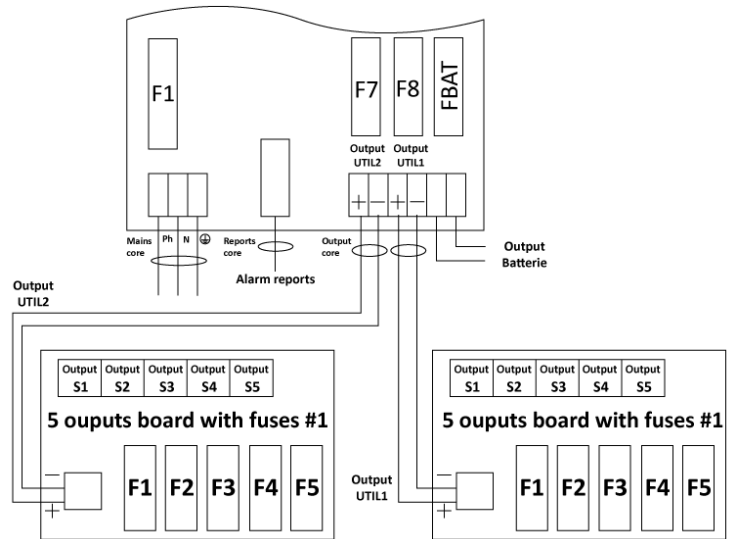 F1
F7
F8
FBAT
Output
UTIL2
Output
UTIL1
+ − + −
Mains
core
Ph
N
Reports
core
Output
core
Alarm reports
Output
Batterie
Output
UTIL2
Output
S1
Output
S2
Output
S3
Output
S4
Output
S5
5 ouputs board with fuses #1
−
+
F1
F2
F3
F4
F5
Output
UTIL1
Output
S1
Output
S2
Output
S3
Output
S4
Output
S5
5 ouputs board with fuses #1
−
+
F1
F2
F3
F4
F5